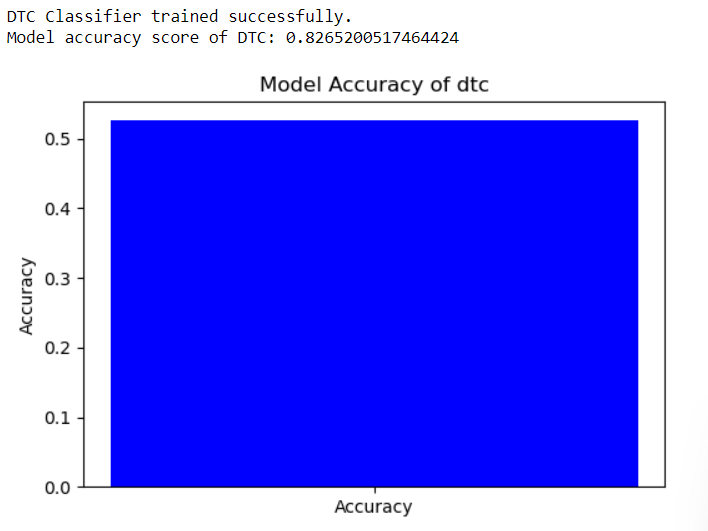 DTC Classifier trained successfully.
Model accuracy score of DTC: 0.8265200517464424
Model Accuracy of dtc
0.5
0.4
0.3
0.2
0.1
0.0
Accuracy
Accuracy